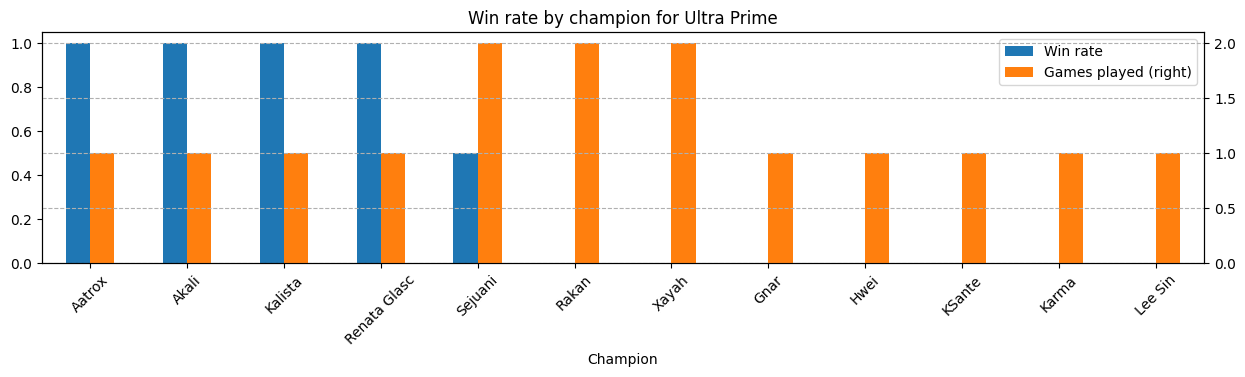 Win rate by champion for Ultra Prime
Win rate
Games played (right)
1.0
0.8
0.6
0.4
0.2
0.0
2.0
1.5
1.0
0.5
0.0
Aatrox
Akali
Kalista
Renata Glasc
Sejuani
Rakan
Xayah
Gnar
Hwei
KSante
Karma
Lee Sin
Champion